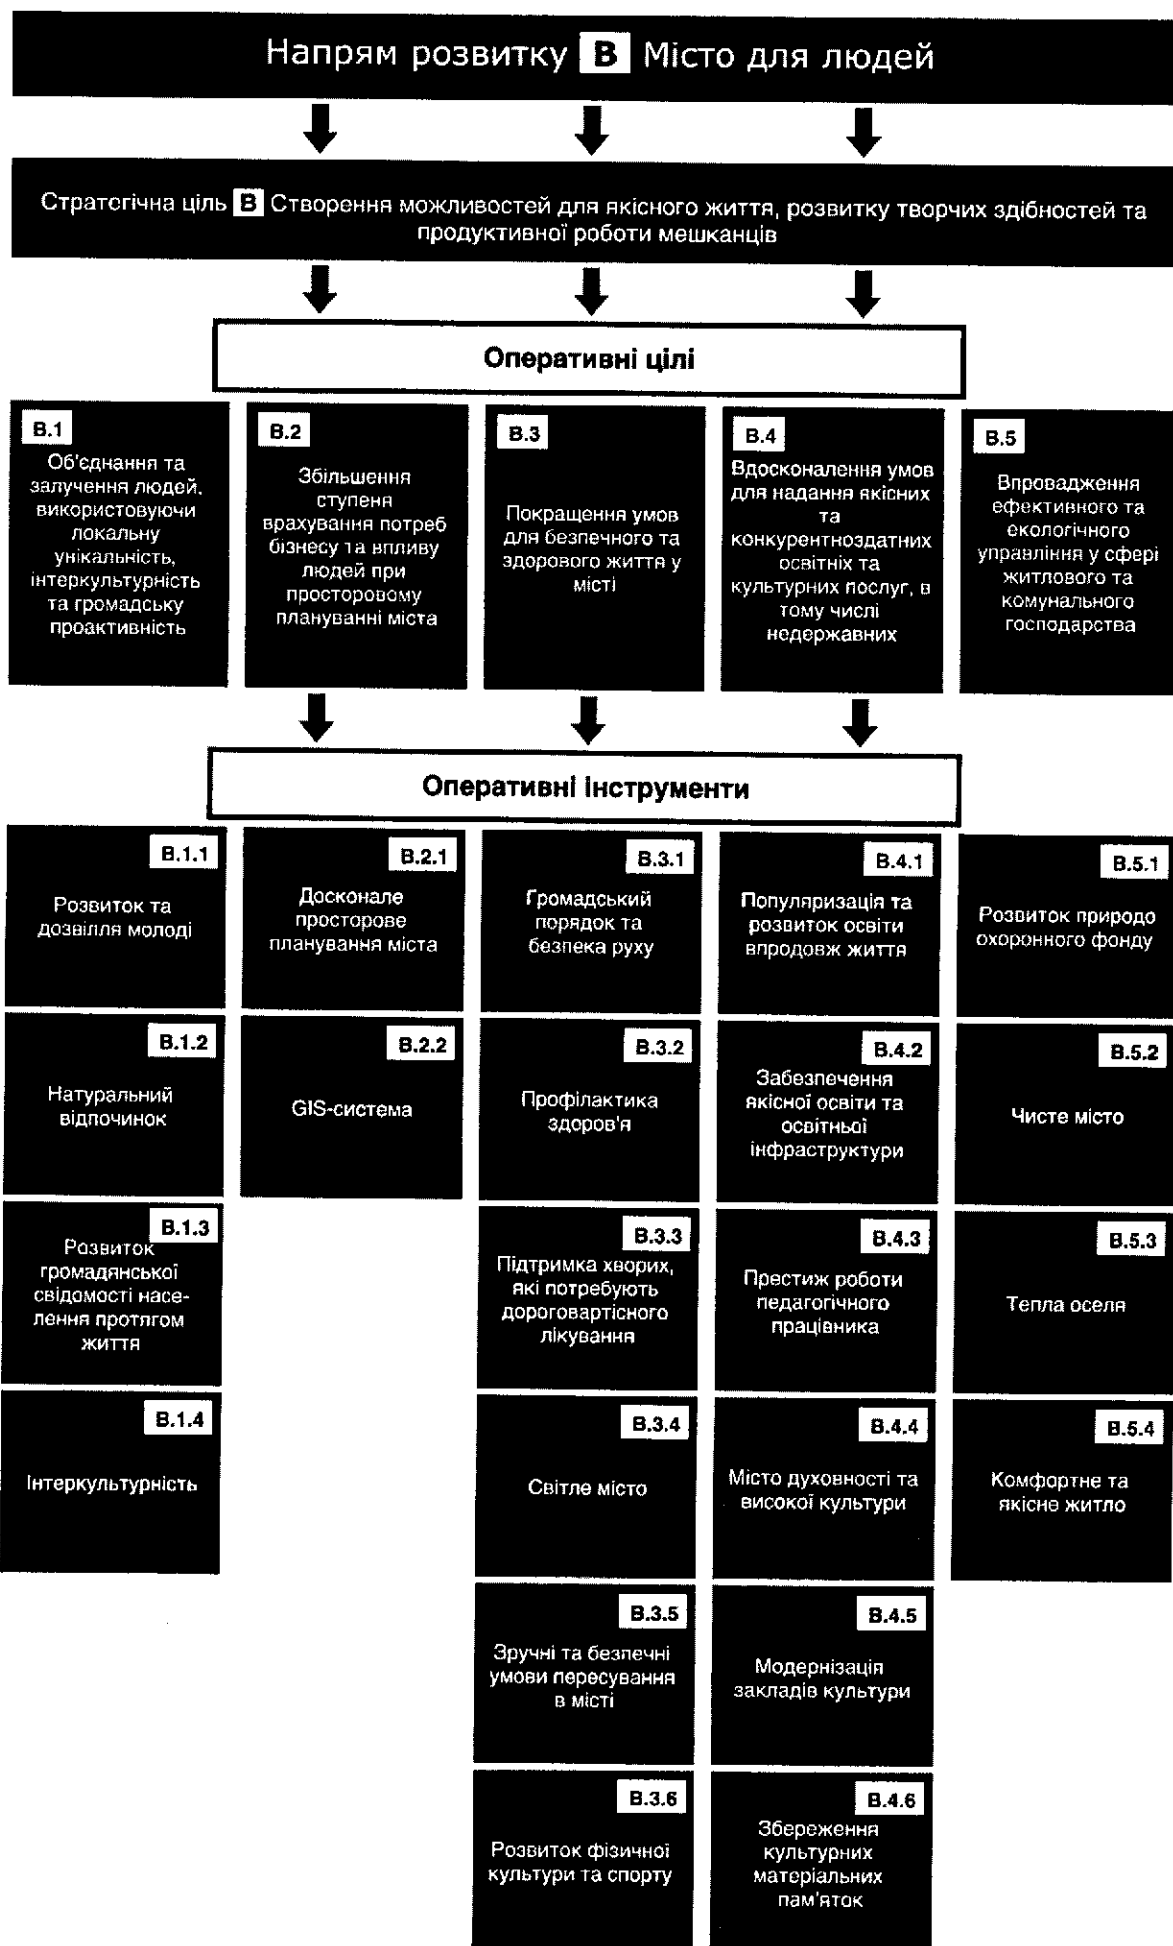 Напрям розвитку В Місто для людей
Стратегічна ціль В Створення можливостей для якісного життя, розвитку творчих здібностей та
продуктивної роботи мешканців
Оперативні цілі
В.1
Об'єднання та
залучення людей,
використовуючи
локальну
унікальність,
інтеркультурність
та громадську
проактивність
В.2
Збільшення
ступеня
врахування потреб
бізнесу та впливу
людей при
просторовому
плануванні міста
В.3
Покращення умов
для безпечного та
здорового життя у
місті
В.4
Вдосконалення умов
для надання якісних
та
конкурентноздатних
освітніх та
культурних послуг, в
тому числі
недержавних
В.5
Впровадження
ефективного та
екологічного
управління у сфері
житлового та
комунального
господарства
Оперативні інструменти
В.1.1
Розвиток та
дозвілля молоді
В.2.1
Досконале
просторове
планування міста
В.3.1
Громадський
порядок та
безпека руху
В.4.1
Популяризація та
розвиток освіти
впродовж життя
В.5.1
Розвиток природо
охоронного фонду
В.1.2
Натуральний
відпочинок
В.2.2
GIS-система
В.3.2
Профілактика
здоров'я
В.4.2
Забезпечення
якісної освіти та
освітньої
інфраструктури
В.5.2
Чисте місто
В.1.3
Розвиток
громадянської
свідомості насе-
лення протягом
життя
В.3.3
Підтримка хворих,
які потребують
дороговартісного
лікування
В.4.3
Престиж роботи
педагогічного
працівника
В.5.3
Тепла оселя
В.1.4
Інтеркультурність
В.3.4
Світле місто
В.4.4
Місто духовності та
високої культури
В.5.4
Комфортне та
якісне житло
В.3.5
Зручні та безпечні
умови пересування
в місті
В.4.5
Модернізація
закладів культури
В.3.6
Розвиток фізичної
культури та спорту
В.4.6
Збереження
культурних
матеріальних
пам'яток